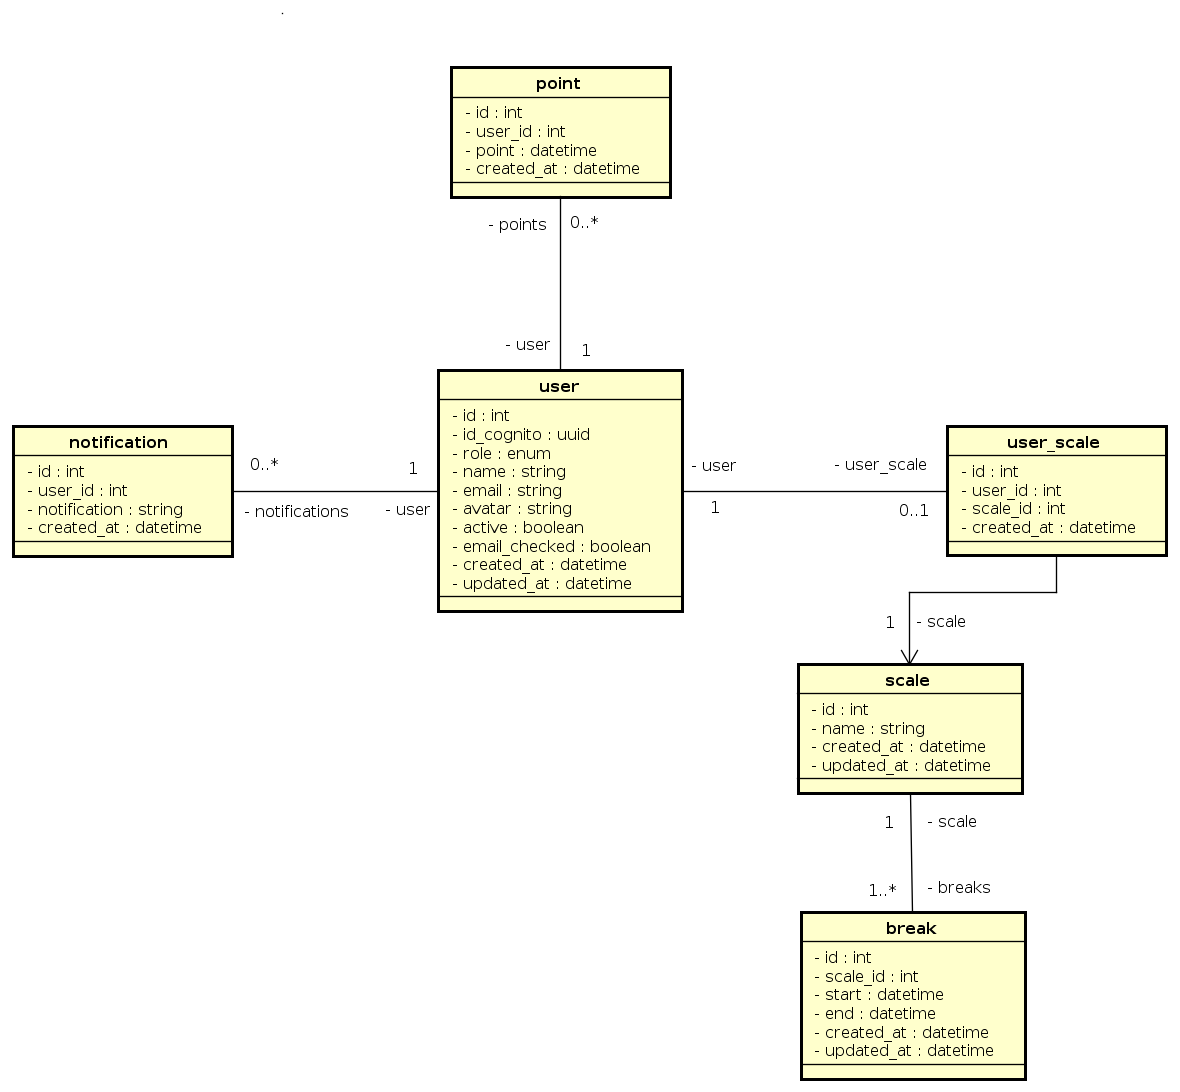 point
- id : int
- user_id : int
- point : datetime
- created_at : datetime
- points
0..*
- user
1
notification
- id : int
- user_id : int
- notification : string
- created_at : datetime
0..*
1
- notifications
- user
user
- id : int
- id_cognito : uuid
- role : enum
- name : string
- email : string
- avatar : string
- active : boolean
- email_checked : boolean
- created_at : datetime
- updated_at : datetime
- user
- user_scale
1
0..1
user_scale
- id : int
- user_id : int
- scale_id : int
- created_at : datetime
1
- scale
scale
- id : int
- name : string
- created_at : datetime
- updated_at : datetime
1
- scale
1..*
- breaks
break
- id : int
- scale_id : int
- start : datetime
- end : datetime
- created_at : datetime
- updated_at : datetime